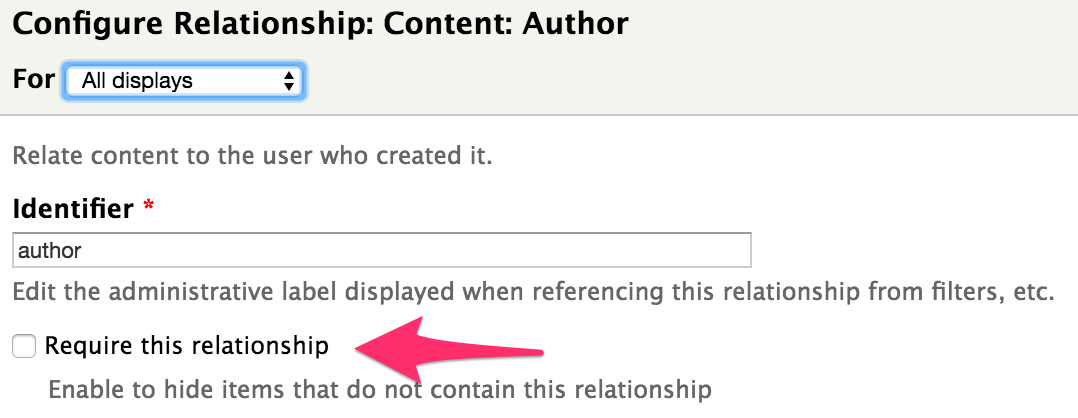 Configure Relationship: Content: Author
For All displays
Relate content to the user who created it.
Identifier *
author
Edit the administrative label displayed when referencing this relationship from filters, etc.
Require this relationship
Enable to hide items that do not contain this relationship